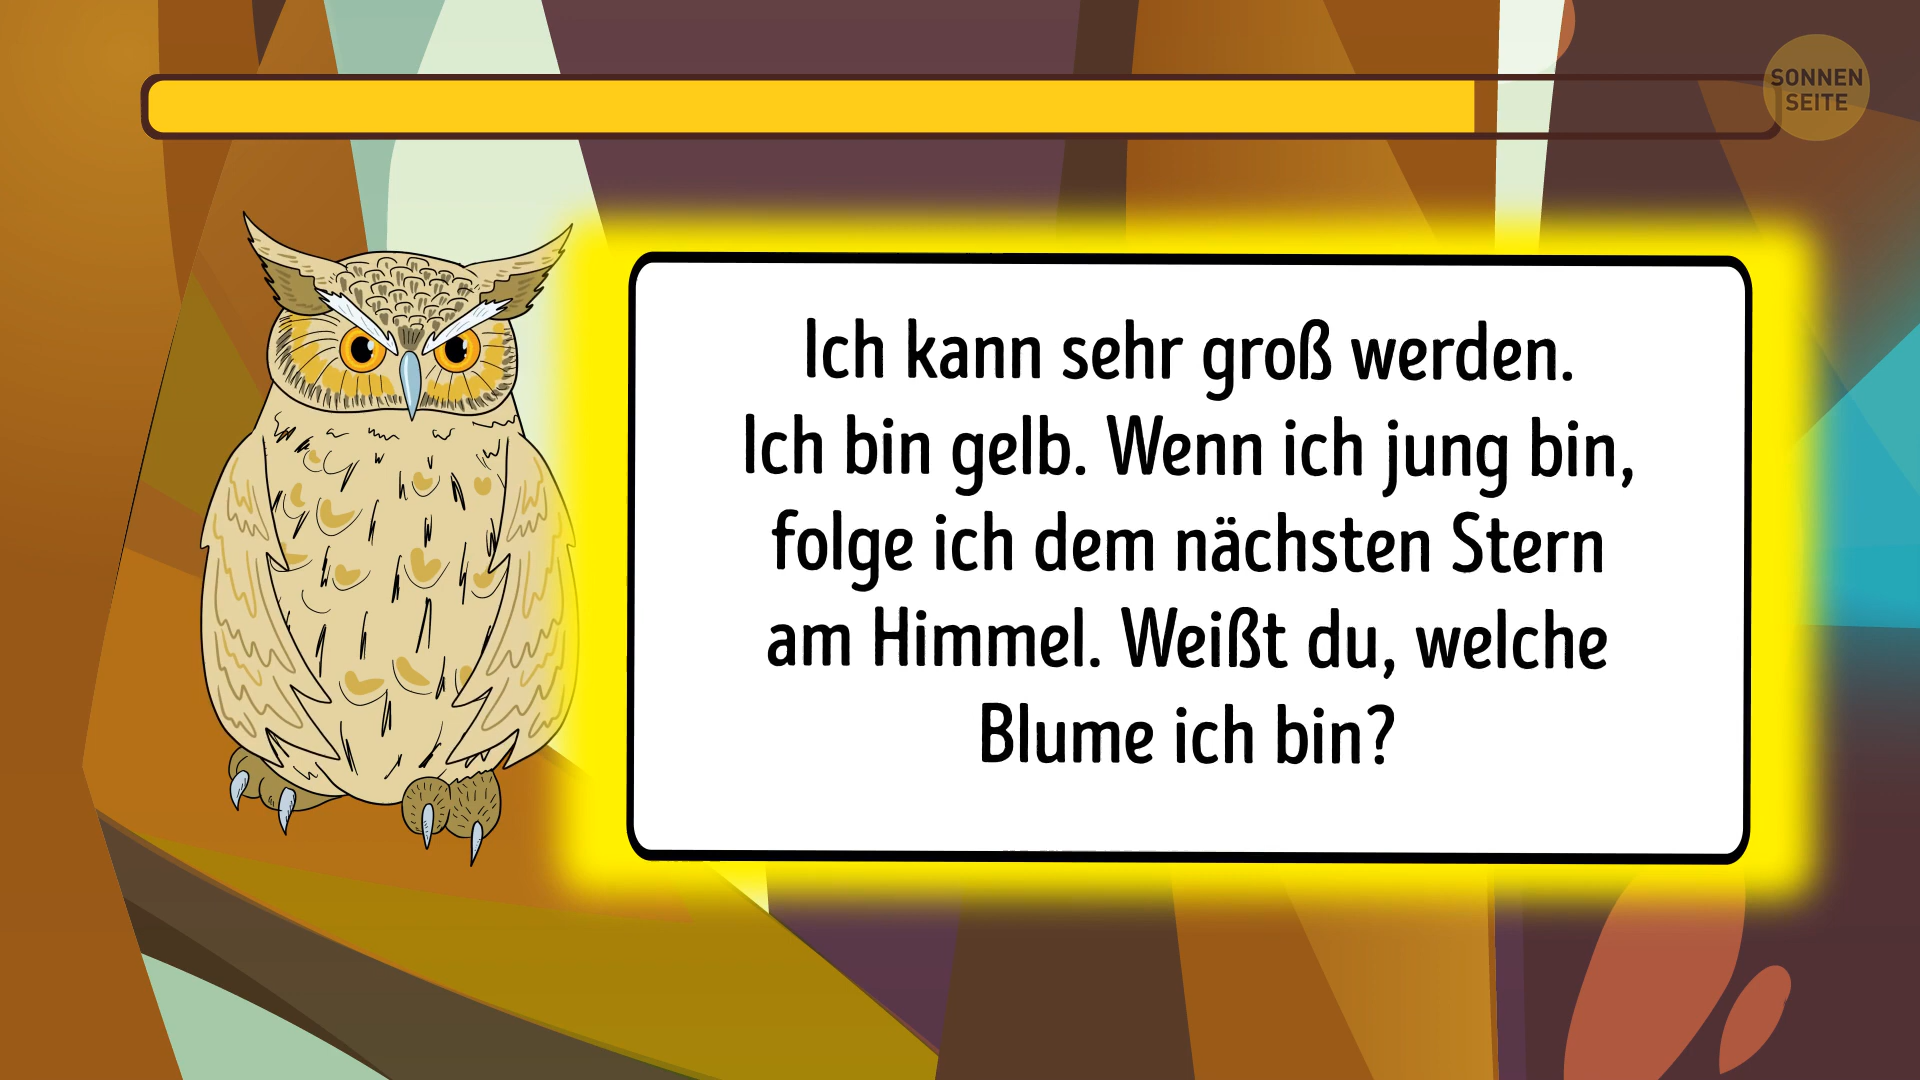 SONNEN
SEITE
Ich kann sehr groß werden.
Ich bin gelb. Wenn ich jung bin,
folge ich dem nächsten Stern
am Himmel. Weißt du, welche
Blume ich bin?